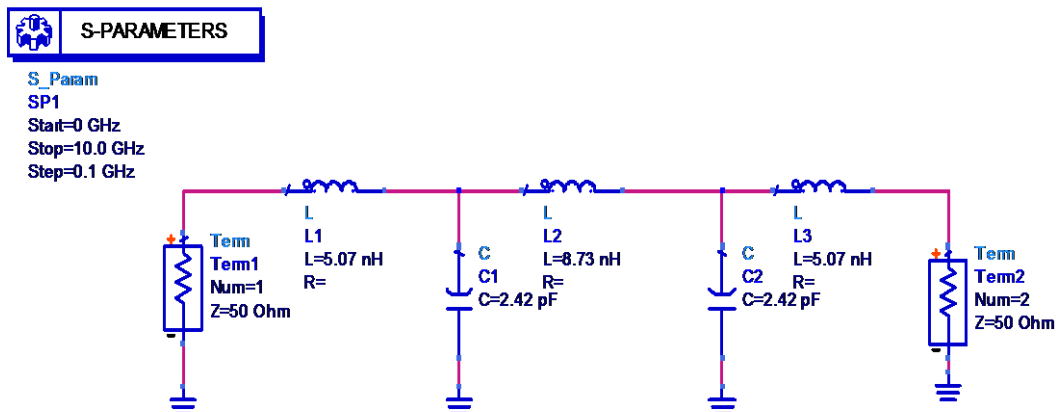 S-PARAMETERS
S_Param
SP1
Start=0 GHz
Stop=10.0 GHz
Step=0.1 GHz
Term
Term1
Num=1
Z=50 Ohm
L
L1
L=5.07 nH
R=
C
C1
C=2.42 pF
L
L2
L=8.73 nH
R=
C
C2
C=2.42 pF
L
L3
L=5.07 nH
R=
Term
Term2
Num=2
Z=50 Ohm